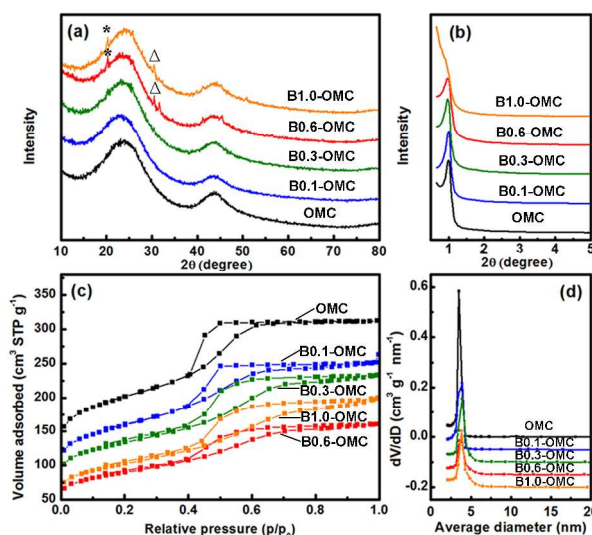 (a)
*
*
Δ
Δ
B1.0-OMC
B0.6-OMC
B0.3-OMC
B0.1-OMC
OMC
Intensity
10 20 30 40 50 60 70 80
2θ (degree)
(b)
B1.0-OMC
B0.6-OMC
B0.3-OMC
B0.1-OMC
OMC
Intensity
1 2 3 4 5
2θ (degree)
(c)
OMC
B0.1-OMC
B0.3-OMC
B1.0-OMC
B0.6-OMC
350
300
250
200
150
100
50
Volume adsorbed (cm³ STP g⁻¹)
0.0 0.2 0.4 0.6 0.8 1.0
Relative pressure (p/p₀)
(d)
0.6
0.4
0.2
0.0
-0.2
dV/dD (cm³ g⁻¹ nm⁻¹)
OMC
B0.1-OMC
B0.3-OMC
B0.6-OMC
B1.0-OMC
0 5 10 15 20
Average diameter (nm)